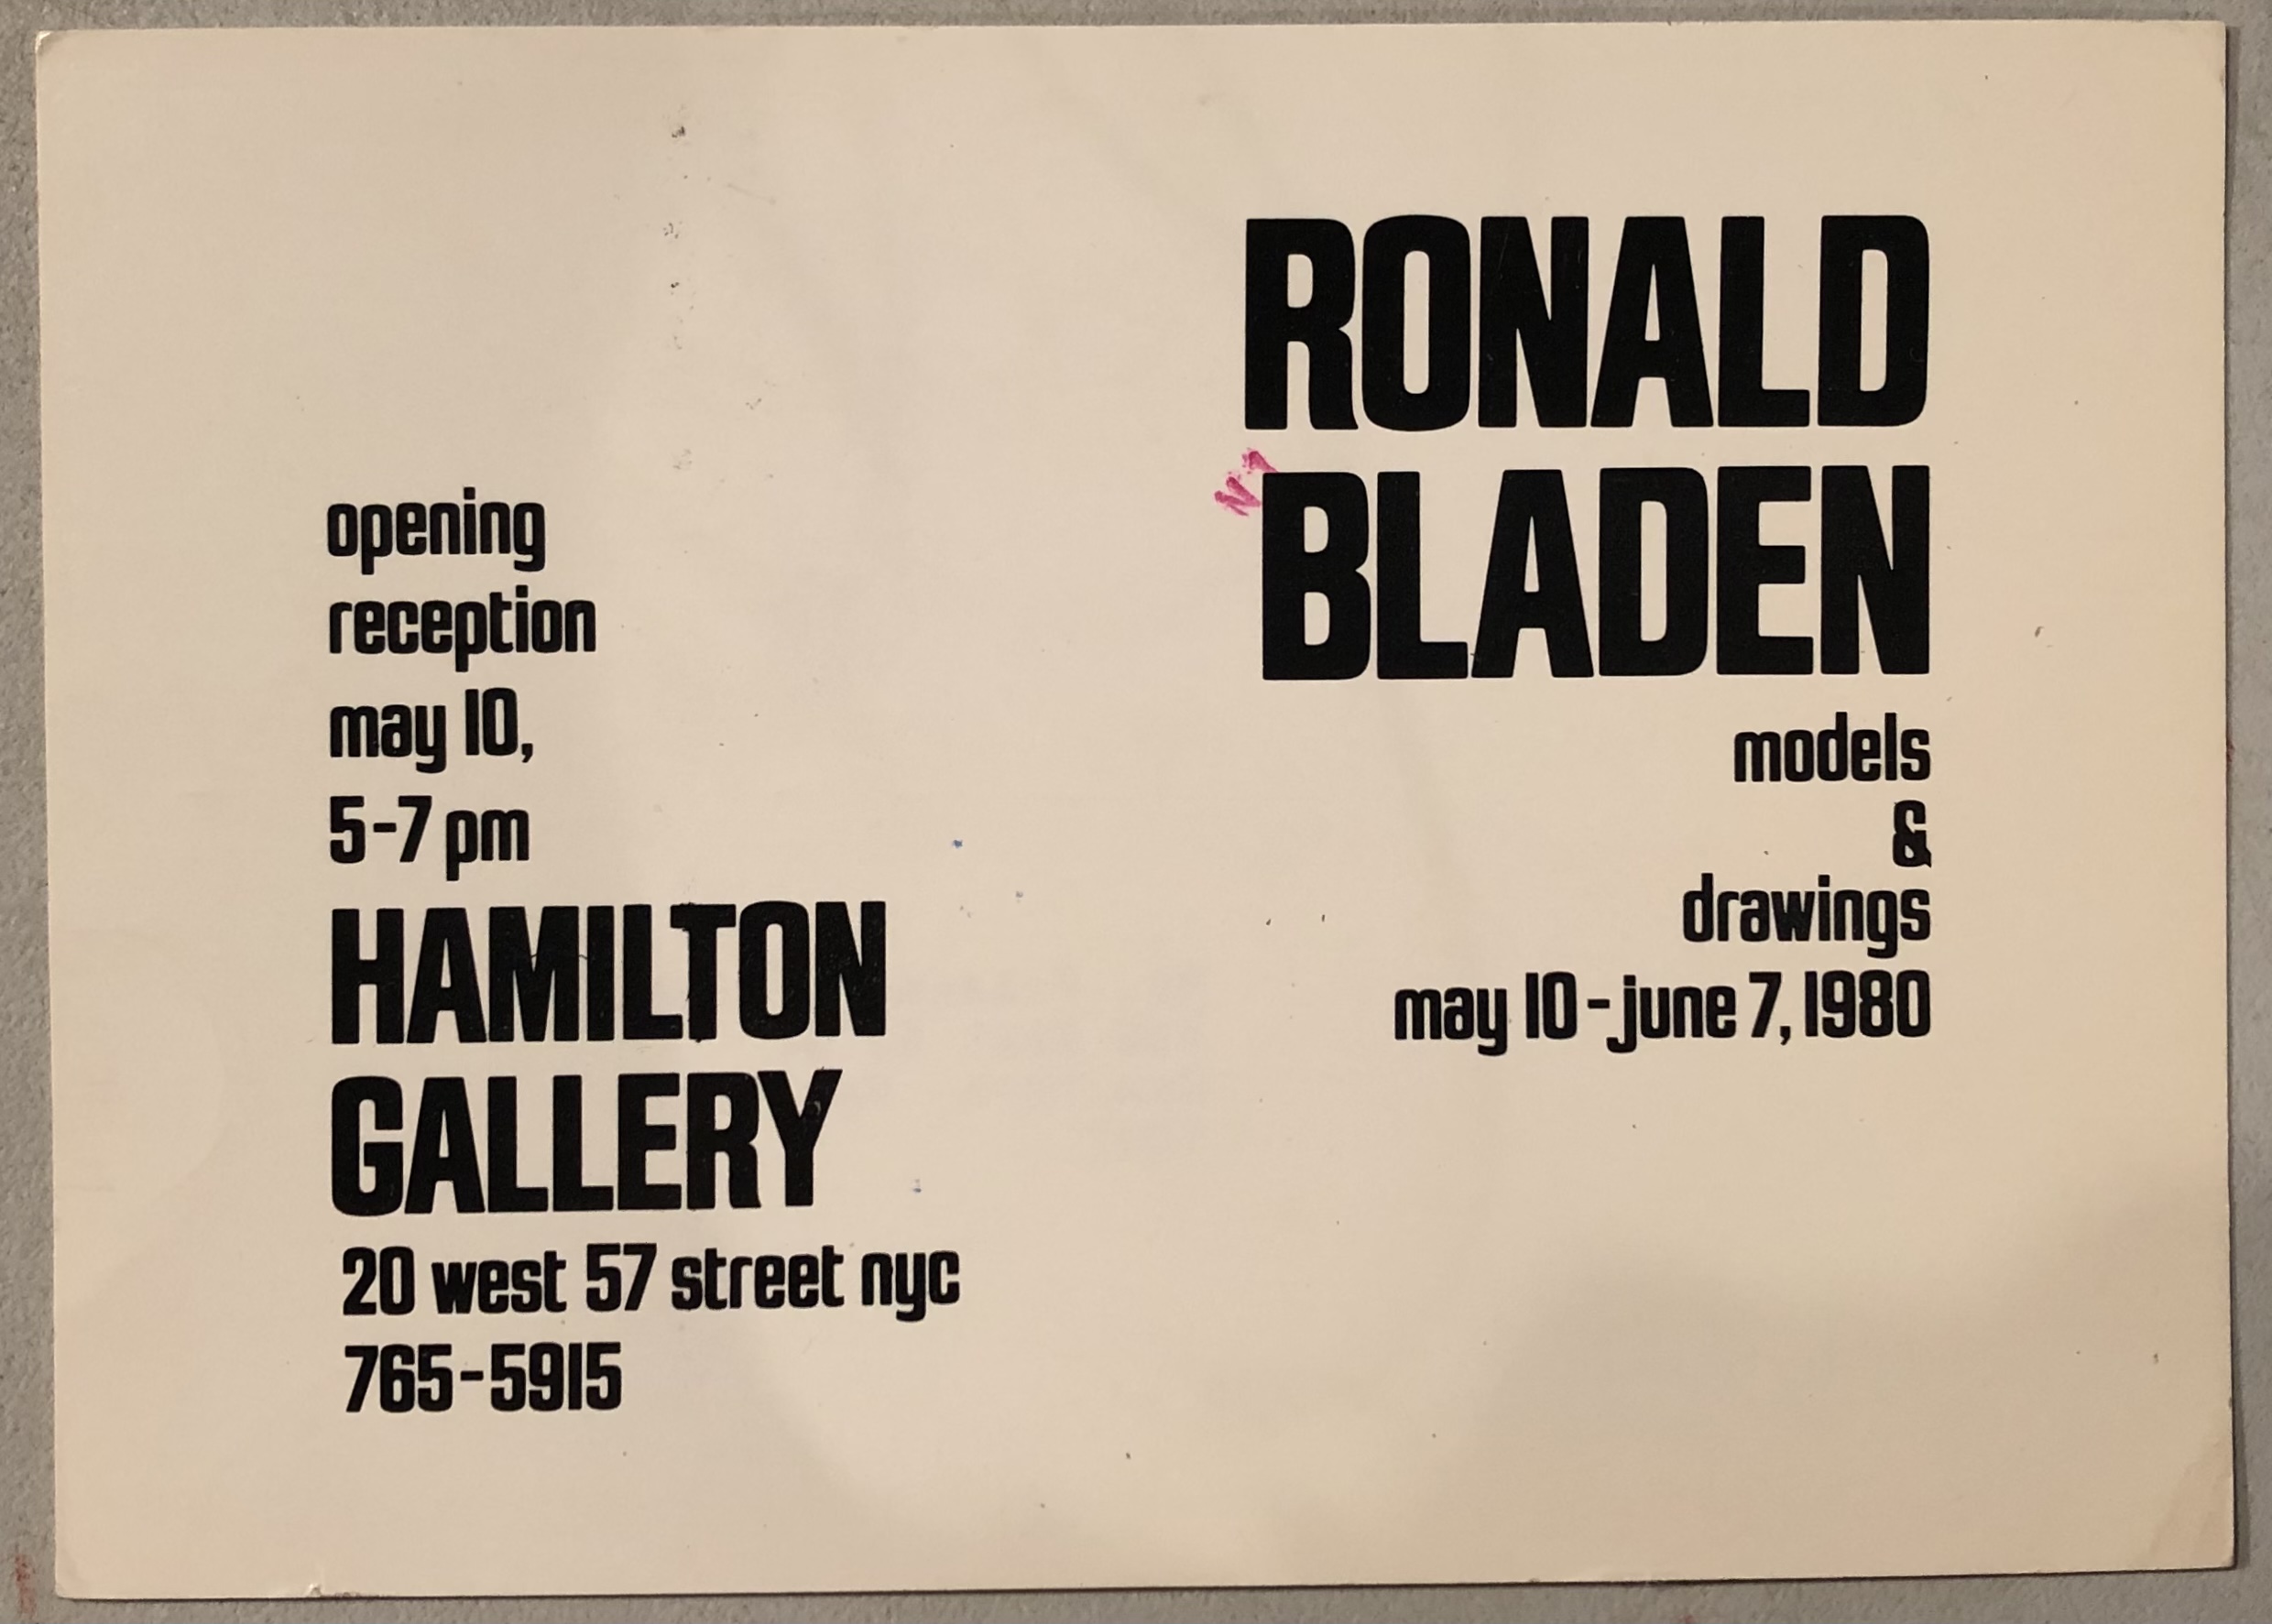 opening
reception
may 10,
5-7 pm
HAMILTON
GALLERY
20 west 57 street nyc
765-5915
RONALD
BLADEN
models
&
drawings
may 10-june 7, 1980